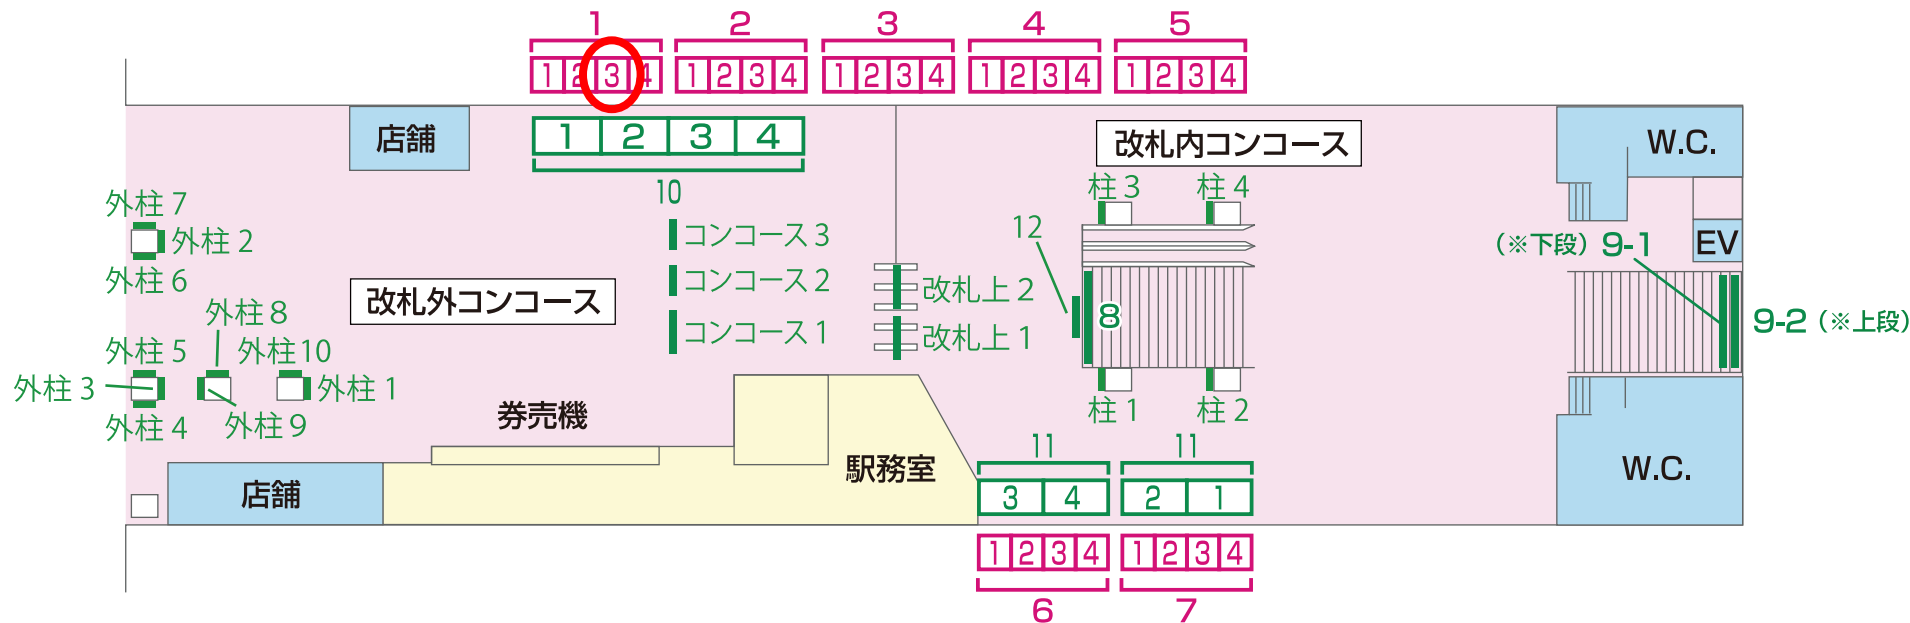 1 2 3 4 5
1 2 3 4 1 2 3 4 1 2 3 4 1 2 3 4 1 2 3 4
店舗
1 2 3 4
10
改札内コンコース
W.C.
柱 3
柱 4
外柱 7
外柱 2
外柱 6
コンコース 3
コンコース 2
コンコース 1
12
(※下段) 9-1
EV
改札外コンコース
改札上 2
改札上 1
8
9-2 (※上段)
外柱 8
外柱 5
外柱 10
外柱 3
外柱 1
外柱 4
外柱 9
柱 1
柱 2
券売機
駅務室
店舗
11 11
3 4 2 1
W.C.
1 2 3 4 1 2 3 4
6 7